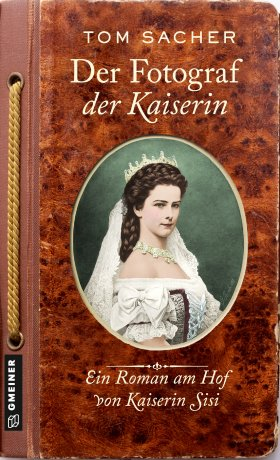 TOM SACHER
Der Fotograf
der Kaiserin
Ein Roman am Hof
von Kaiserin Sisi
GMEINER